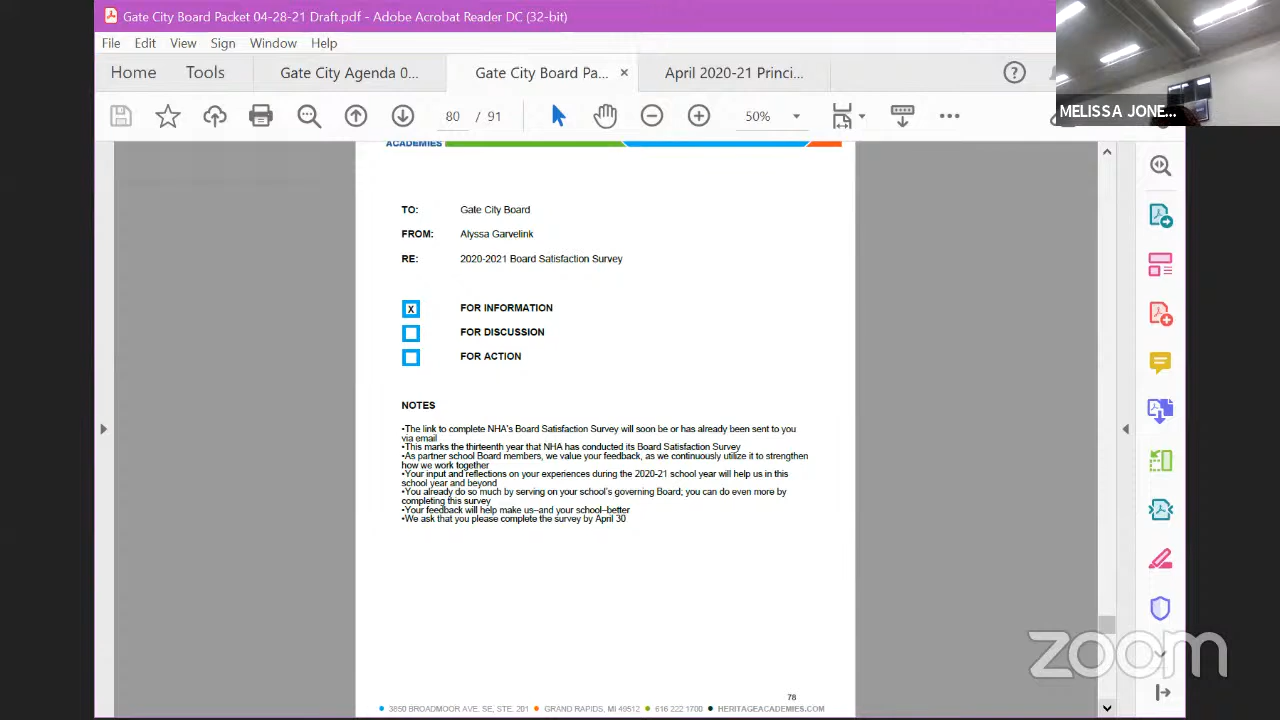 Gate City Board Packet 04-28-21 Draft.pdf - Adobe Acrobat Reader DC (32-bit)
File Edit View Sign Window Help
Home Tools Gate City Agenda 0... Gate City Board Pa... × April 2020-21 Princi...
80 / 91 50%
MELISSA JONE...
ACADEMIES
TO: Gate City Board
FROM: Alyssa Garvelink
RE: 2020-2021 Board Satisfaction Survey
X FOR INFORMATION
FOR DISCUSSION
FOR ACTION
NOTES
•The link to complete NHA's Board Satisfaction Survey will soon be or has already been sent to you
via email
•This marks the thirteenth year that NHA has conducted its Board Satisfaction Survey
•As partner school Board members, we value your feedback, as we continuously utilize it to strengthen
how we work together
•Your input and reflections on your experiences during the 2020-21 school year will help us in this
school year and beyond
•You already do so much by serving on your school's governing Board; you can do even more by
completing this survey
•Your feedback will help make us–and your school–better
•We ask that you please complete the survey by April 30
78
3850 BROADMOOR AVE. SE, STE. 201 • GRAND RAPIDS, MI 49512 • 616 222 1700 • HERITAGEACADEMIES.COM
zoom